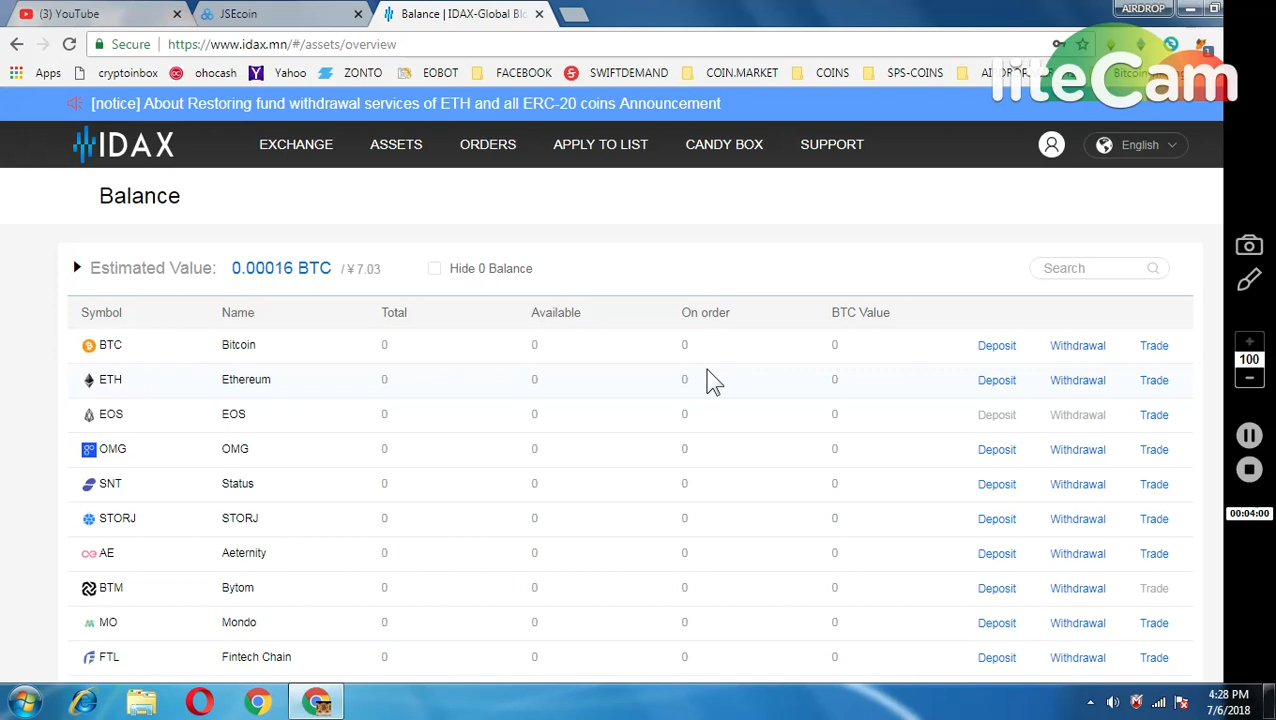 YouTube
JSEcoin
Balance | IDAX-Global Blo
AIRDROP
Secure
https://www.idax.mn/#/assets/overview
Apps
cryptoinbox
ohocash
Yahoo
EOBOT
FACEBOOK
SWIFTDEMAND
COIN.MARKET
COINS
SPS-COINS
liteCam
[notice] About Restoring fund withdrawal services of ETH and all ERC-20 coins Announcement
IDAX EXCHANGE ASSETS ORDERS APPLY TO LIST CANDY BOX SUPPORT English
Balance
Estimated Value: 0.00016 BTC / ¥ 7.03 Hide 0 Balance Search
Symbol Name Total Available On order BTC Value
BTC Bitcoin 0 0 0 0 Deposit Withdrawal Trade
ETH Ethereum 0 0 0 0 Deposit Withdrawal Trade
EOS EOS 0 0 0 0 Deposit Withdrawal Trade
OMG OMG 0 0 0 0 Deposit Withdrawal Trade
SNT Status 0 0 0 0 Deposit Withdrawal Trade
STORJ STORJ 0 0 0 0 Deposit Withdrawal Trade
AE Aeternity 0 0 0 0 Deposit Withdrawal Trade
BTM Bytom 0 0 0 0 Deposit Withdrawal Trade
MO Mondo 0 0 0 0 Deposit Withdrawal Trade
FTL Fintech Chain 0 0 0 0 Deposit Withdrawal Trade
100
00:04:00
4:28 PM
7/6/2018